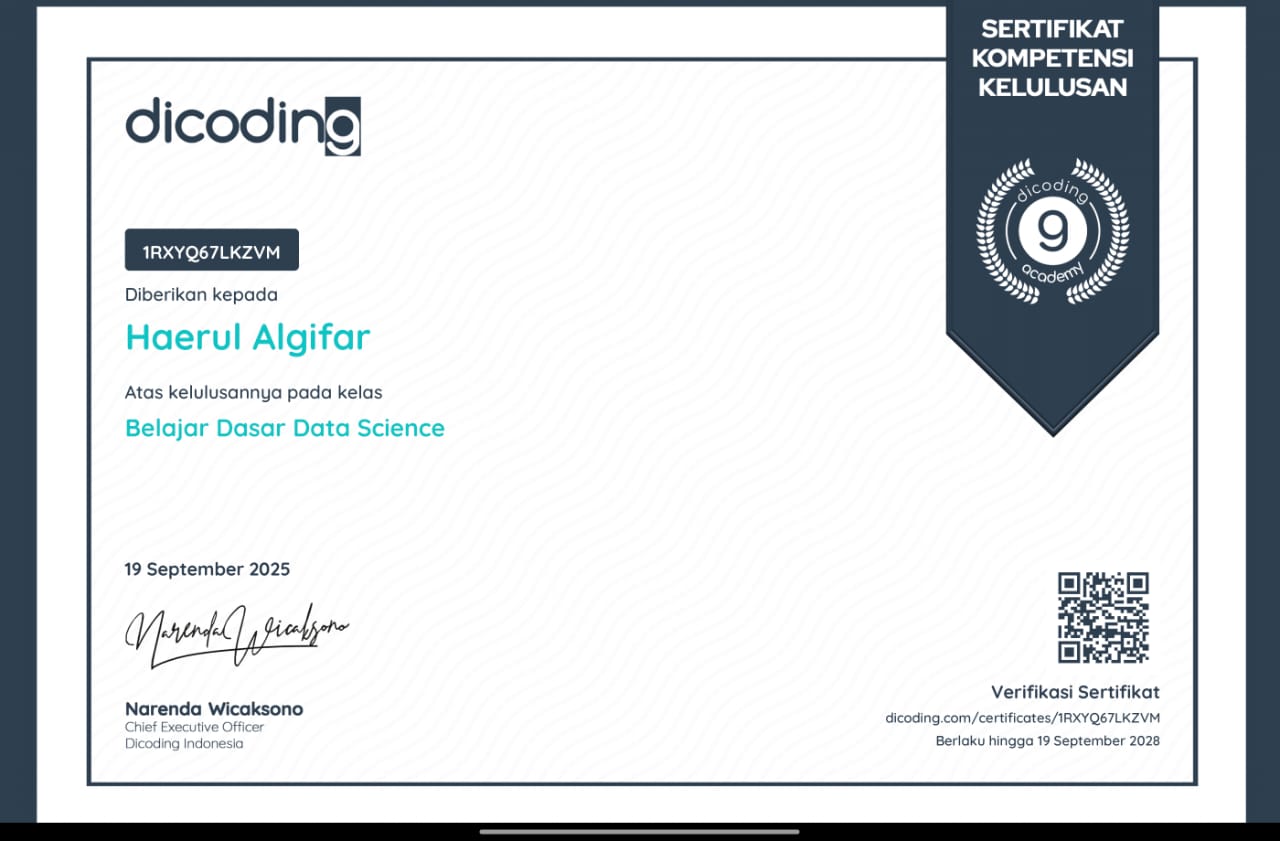 SERTIFIKAT
KOMPETENSI
KELULUSAN
dicoding
dicoding
9
academy
1RXYQ67LKZVM
Diberikan kepada
Haerul Algifar
Atas kelulusannya pada kelas
Belajar Dasar Data Science
19 September 2025
Narenda Wicaksono
Narenda Wicaksono
Chief Executive Officer
Dicoding Indonesia
Verifikasi Sertifikat
dicoding.com/certificates/1RXYQ67LKZVM
Berlaku hingga 19 September 2028